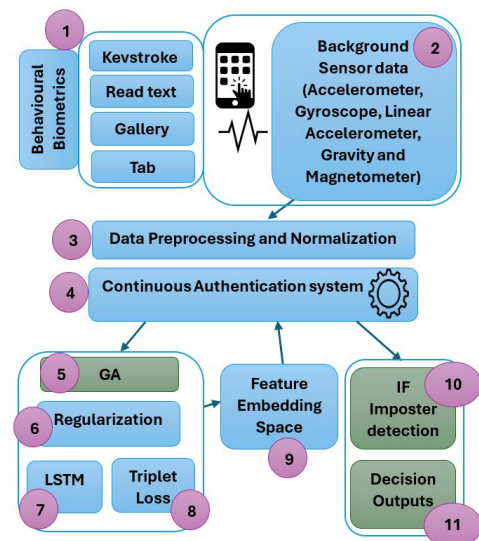 1
Behavioural
Biometrics
Kevstroke
Read text
Gallery
Tab
2
Background
Sensor data
(Accelerometer,
Gyroscope, Linear
Accelerometer,
Gravity and
Magnetometer)
3
Data Preprocessing and Normalization
4
Continuous Authentication system
5
GA
6
Regularization
LSTM
7
Triplet
Loss
8
Feature
Embedding
Space
9
10
IF
Imposter
detection
Decision
Outputs
11